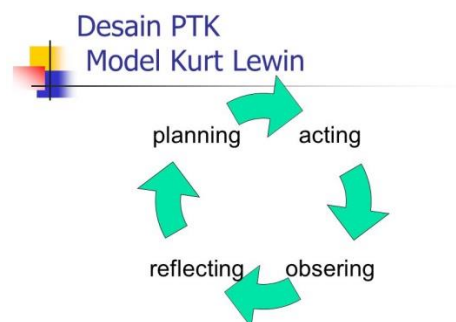 Desain PTK
Model Kurt Lewin
planning acting
reflecting obsering